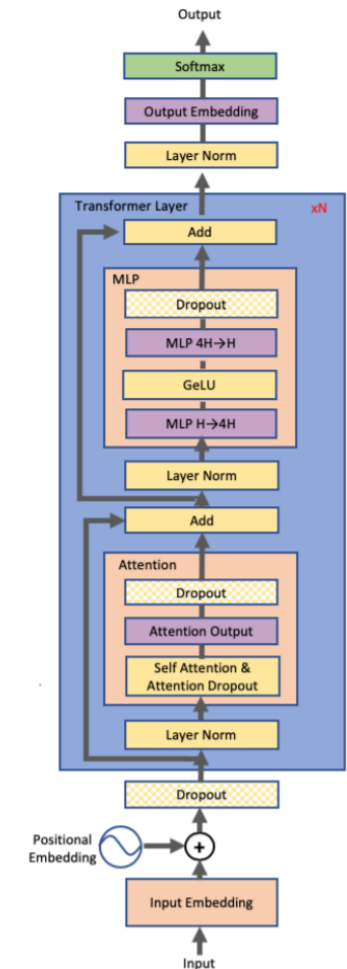 Output
Softmax
Output Embedding
Layer Norm
Transformer Layer
xN
Add
MLP
Dropout
MLP 4H→H
GeLU
MLP H→4H
Layer Norm
Add
Attention
Dropout
Attention Output
Self Attention &
Attention Dropout
Layer Norm
Dropout
Positional
Embedding
+
Input Embedding
Input